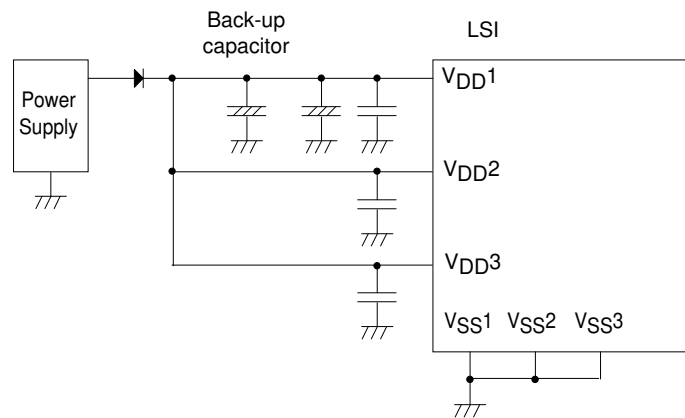 Back-up
capacitor
LSI
Power
Supply
VDD1
VDD2
VDD3
VSS1 VSS2 VSS3